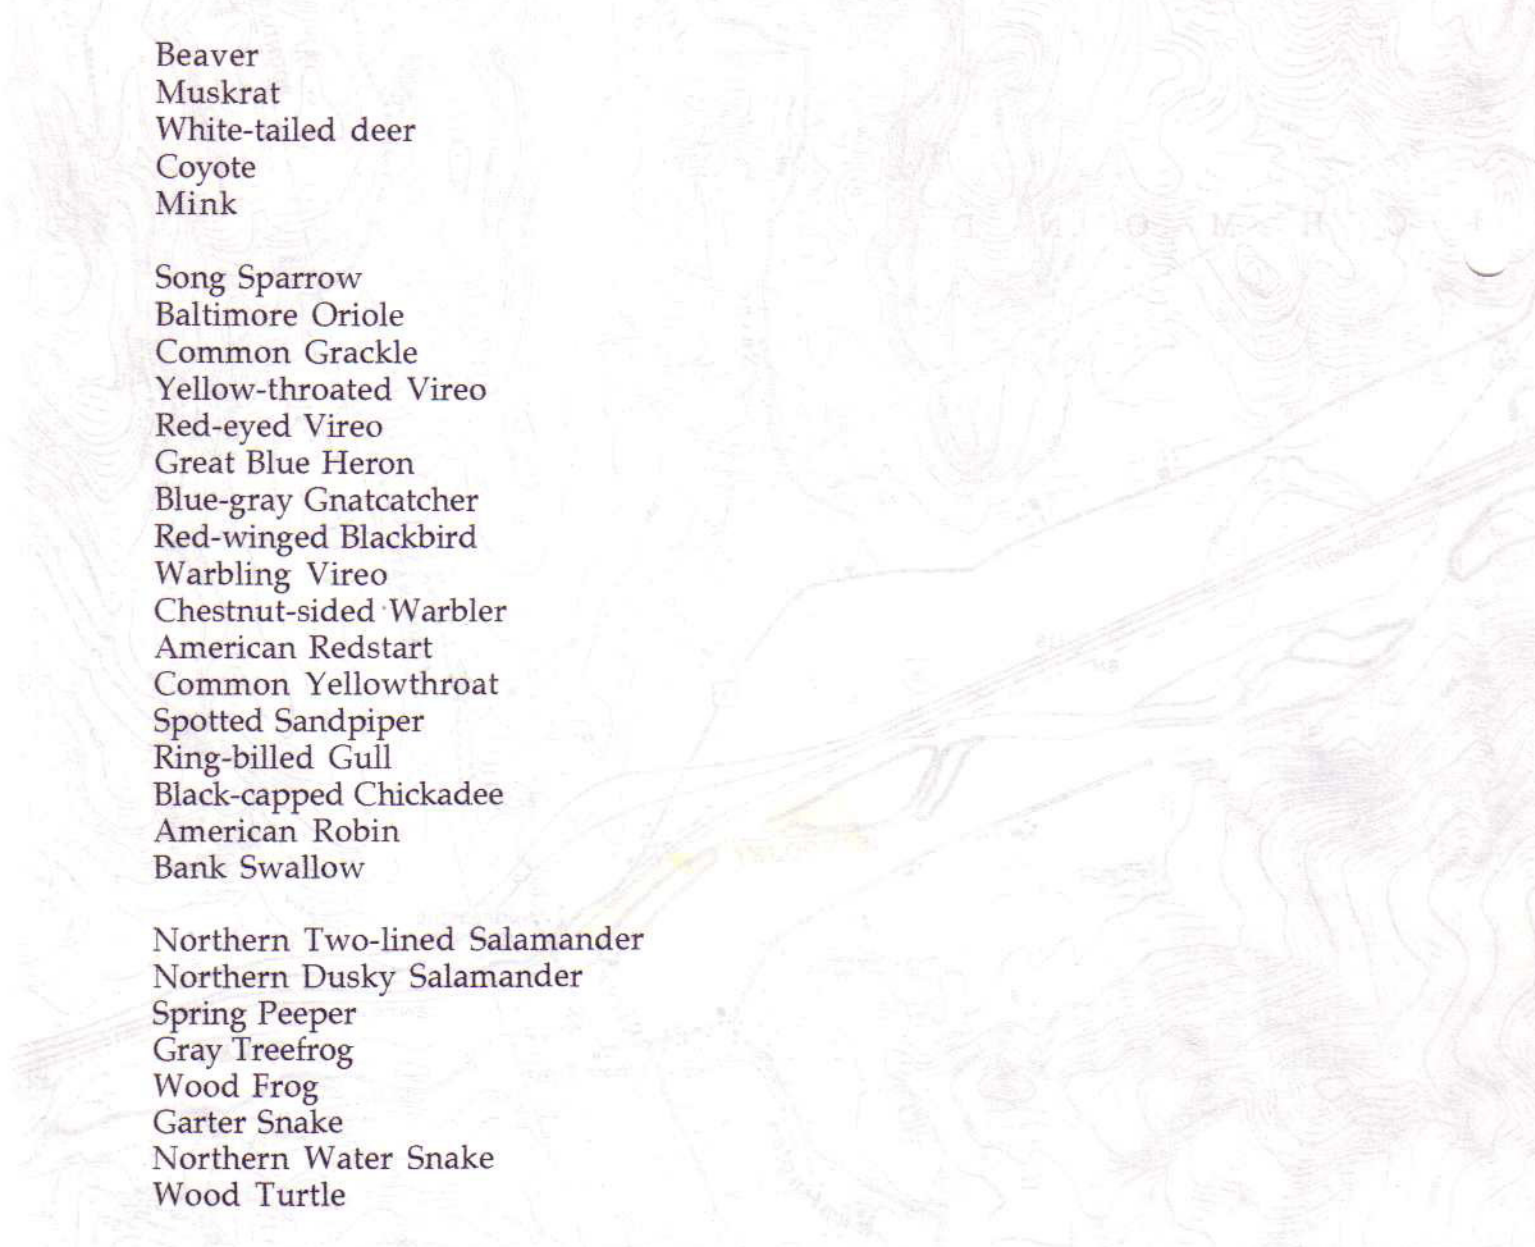 Beaver
Muskrat
White-tailed deer
Coyote
Mink
Song Sparrow
Baltimore Oriole
Common Grackle
Yellow-throated Vireo
Red-eyed Vireo
Great Blue Heron
Blue-gray Gnatcatcher
Red-winged Blackbird
Warbling Vireo
Chestnut-sided Warbler
American Redstart
Common Yellowthroat
Spotted Sandpiper
Ring-billed Gull
Black-capped Chickadee
American Robin
Bank Swallow
Northern Two-lined Salamander
Northern Dusky Salamander
Spring Peeper
Gray Treefrog
Wood Frog
Garter Snake
Northern Water Snake
Wood Turtle